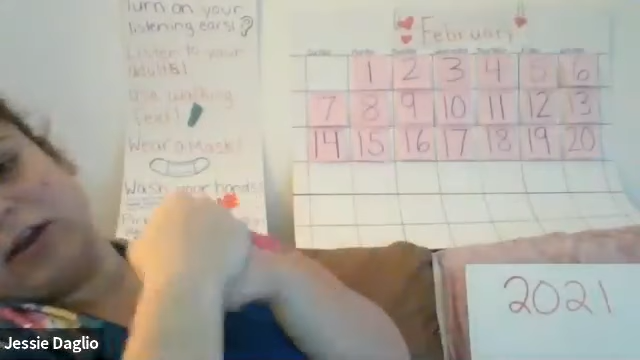 Turn on your
listening ears!
Listen to your
adults!
Use walking
feet!
Wear a Mask!
Wash your hands!
February
1 2 3 4 5 6
7 8 9 10 11 12 13
14 15 16 17 18 19 20
2021
Jessie Daglio